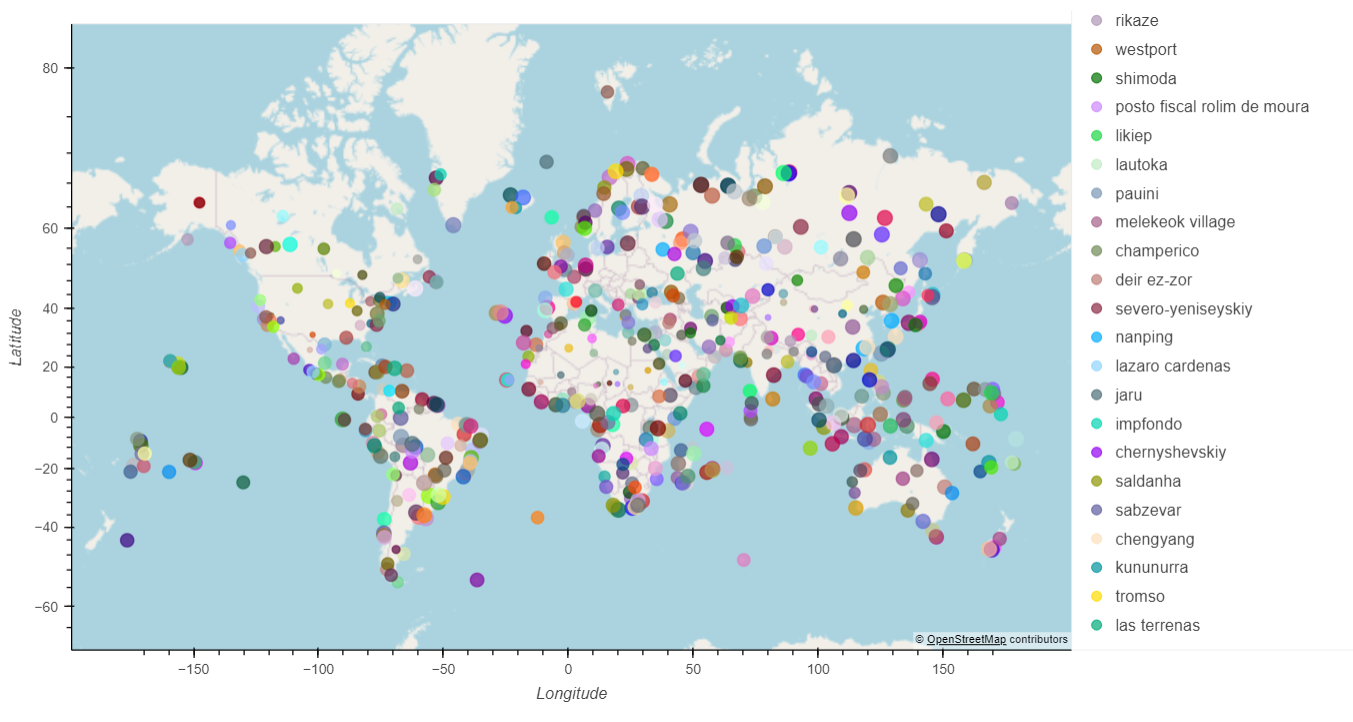 80
60
40
20
0
−20
−40
−60
Latitude
−150
−100
−50
0
50
100
150
Longitude
© OpenStreetMap contributors
rikaze
westport
shimoda
posto fiscal rolim de moura
likiep
lautoka
pauini
melekeok village
champerico
deir ez-zor
severo-yeniseyskiy
nanping
lazaro cardenas
jaru
impfondo
chernyshevskiy
saldanha
sabzevar
chengyang
kununurra
tromso
las terrenas